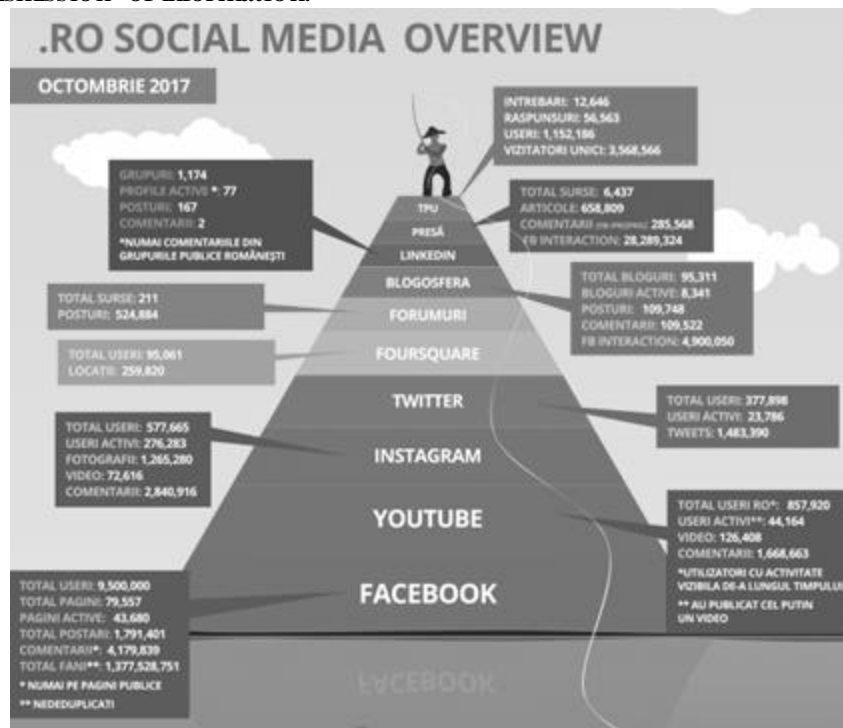 .RO SOCIAL MEDIA OVERVIEW
OCTOMBRIE 2017
INTREBARI: 12,646
RASPUNSURI: 56,563
USERI: 1,152,186
VIZITATORI UNICI: 3,568,566
GRUPURI: 1,174
PROFILE ACTIVE *: 77
POSTURI: 167
COMENTARII: 2
*NUMAI COMENTARIILE DIN
GRUPURILE PUBLICE ROMÂNEȘTI
TOTAL SURSE: 6,437
ARTICOLE: 658,809
COMENTARII 285,568
FB INTERACTION: 28,289,324
TPU
PRESĂ
LINKEDIN
BLOGOSFERA
FORUMURI
FOURSQUARE
TWITTER
INSTAGRAM
YOUTUBE
FACEBOOK
TOTAL BLOGURI: 95,311
BLOGURI ACTIVE: 8,341
POSTURI: 109,748
COMENTARII: 109,522
FB INTERACTION: 4,900,050
TOTAL SURSE: 211
POSTURI: 524,884
TOTAL USERI: 95,061
LOCAȚII: 259,820
TOTAL USERI: 377,898
USERI ACTIVI: 23,786
TWEETS: 1,483,390
TOTAL USERI: 577,665
USERI ACTIVI: 276,283
FOTOGRAFII: 1,265,280
VIDEO: 72,616
COMENTARII: 2,840,916
TOTAL USERI RO*: 857,920
USERI ACTIVI**: 44,164
VIDEO: 126,408
COMENTARII: 1,668,663
*UTILIZATORI CU ACTIVITATE
VIZIBILA DE-A LUNGUL TIMPULUI
** AU PUBLICAT CEL PUTIN
UN VIDEO
TOTAL USERI: 9,500,000
TOTAL PAGINI: 79,557
PAGINI ACTIVE: 43,680
TOTAL POSTARI: 1,791,401
COMENTARII*: 4,179,839
TOTAL FANI**: 1,377,528,751
* NUMAI PE PAGINI PUBLICE
** NEDEDUPLICATI
FACEBOOK